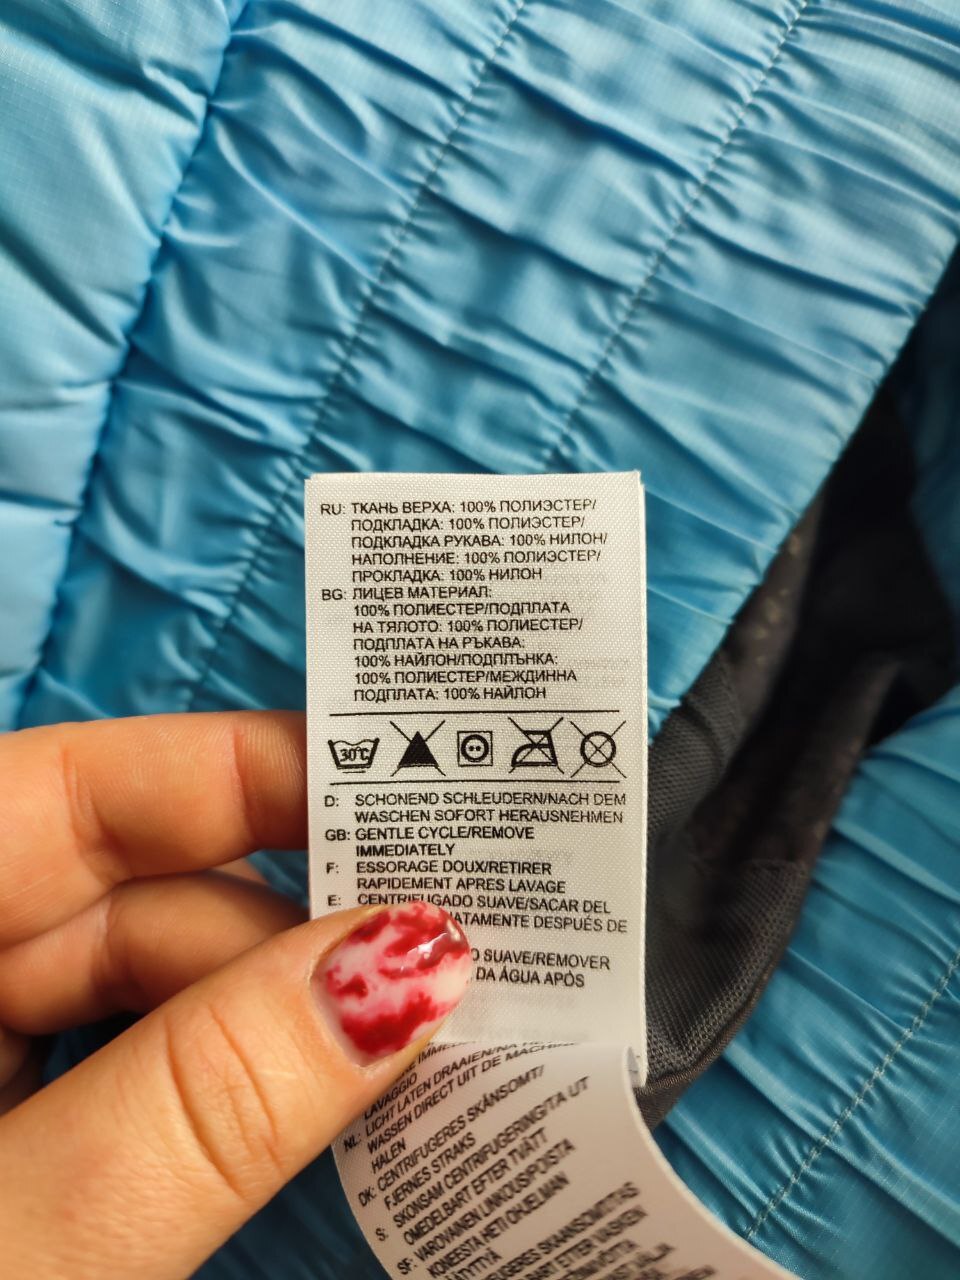 RU: ТКАНЬ ВЕРХА: 100% ПОЛИЭСТЕР/
ПОДКЛАДКА: 100% ПОЛИЭСТЕР/
ПОДКЛАДКА РУКАВА: 100% НИЛОН/
НАПОЛНЕНИЕ: 100% ПОЛИЭСТЕР/
ПРОКЛАДКА: 100% НИЛОН
BG: ЛИЦЕВ МАТЕРИАЛ:
100% ПОЛИЕСТЕР/ПОДПЛАТА
НА ТЯЛОТО: 100% ПОЛИЕСТЕР/
ПОДПЛАТА НА РЪКАВА:
100% НАЙЛОН/ПОДПЛЪНКА:
100% ПОЛИЕСТЕР/МЕЖДИННА
ПОДПЛАТА: 100% НАЙЛОН
30°C
D: SCHONEND SCHLEUDERN/NACH DEM
WASCHEN SOFORT HERAUSNEHMEN
GB: GENTLE CYCLE/REMOVE
IMMEDIATELY
F: ESSORAGE DOUX/RETIRER
RAPIDEMENT APRES LAVAGE
E: CENTRIFUGADO SUAVE/SACAR DEL
DESPUÉS DE
SUAVE/REMOVER
DA ÁGUA APÓS
LAVAGGIO
NL: LICHT LATEN DRAAIEN/NA
WASSEN DIRECT UIT DE MACHINE
HALEN
DK: CENTRIFUGERES SKÅNSOMT/
FJERNES STRAKS
S: SKONSAM CENTRIFUGERING/TA UT
OMEDELBART EFTER TVÄTT
SF: VAROVAINEN LINKOUS/POISTA
KONEESTA HETI OHJELMAN